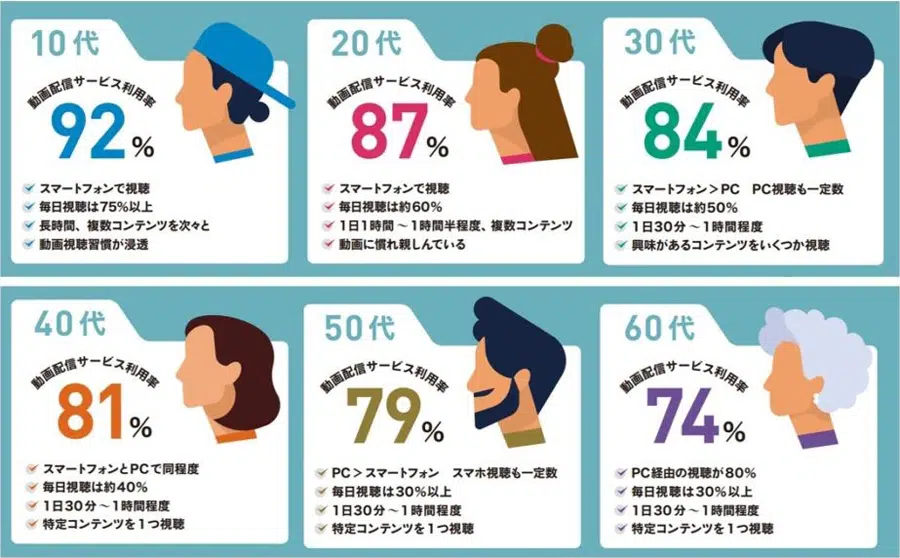 10代
動画配信サービス利用率
92%
スマートフォンで視聴
毎日視聴は75%以上
長時間、複数コンテンツを次々と
動画視聴習慣が浸透
20代
動画配信サービス利用率
87%
スマートフォンで視聴
毎日視聴は約60%
1日1時間〜1時間半程度、複数コンテンツ
動画に慣れ親しんている
30代
動画配信サービス利用率
84%
スマートフォン>PC PC視聴も一定数
毎日視聴は約50%
1日30分〜1時間程度
興味があるコンテンツをいくつか視聴
40代
動画配信サービス利用率
81%
スマートフォンとPCで同程度
毎日視聴は約40%
1日30分〜1時間程度
特定コンテンツを1つ視聴
50代
動画配信サービス利用率
79%
PC>スマートフォン スマホ視聴も一定数
毎日視聴は30%以上
1日30分〜1時間程度
特定コンテンツを1つ視聴
60代
動画配信サービス利用率
74%
PC経由の視聴が80%
毎日視聴は30%以上
1日30分〜1時間程度
特定コンテンツを1つ視聴